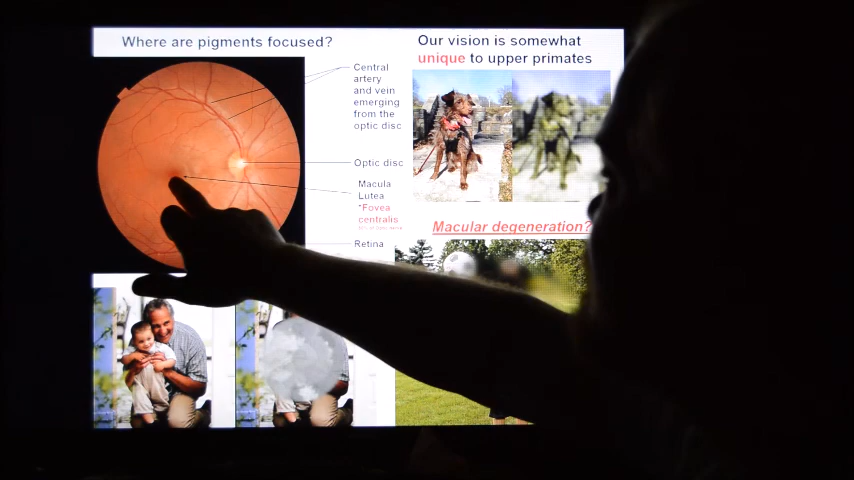 Where are pigments focused?
Central
artery
and vein
emerging
from the
optic disc
Optic disc
Macula
Lutea
*Fovea
centralis
Retina
Our vision is somewhat
unique to upper primates
Macular degeneration?